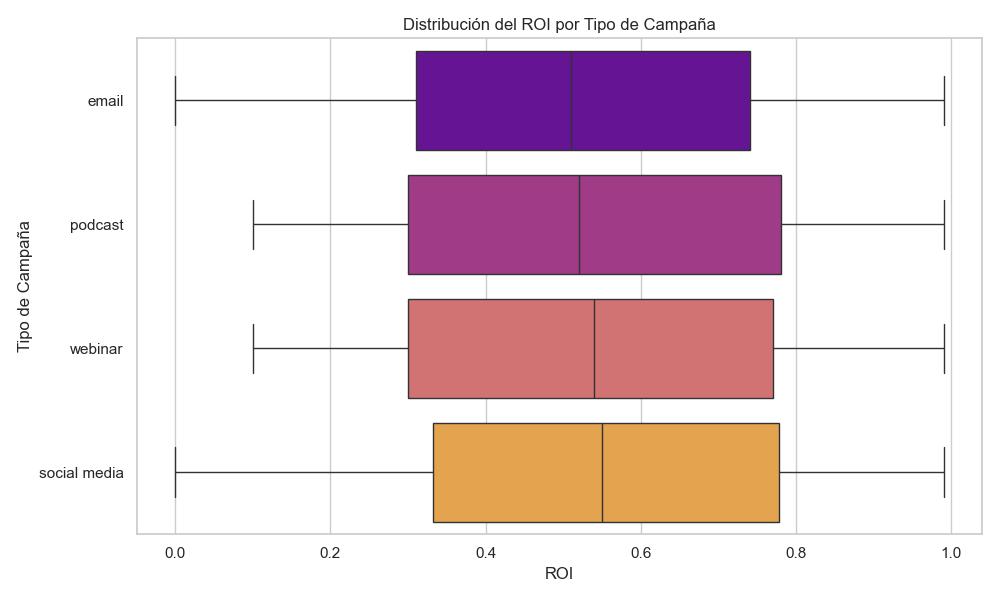 Distribución del ROI por Tipo de Campaña
Tipo de Campaña
email
podcast
webinar
social media
0.0
0.2
0.4
0.6
0.8
1.0
ROI